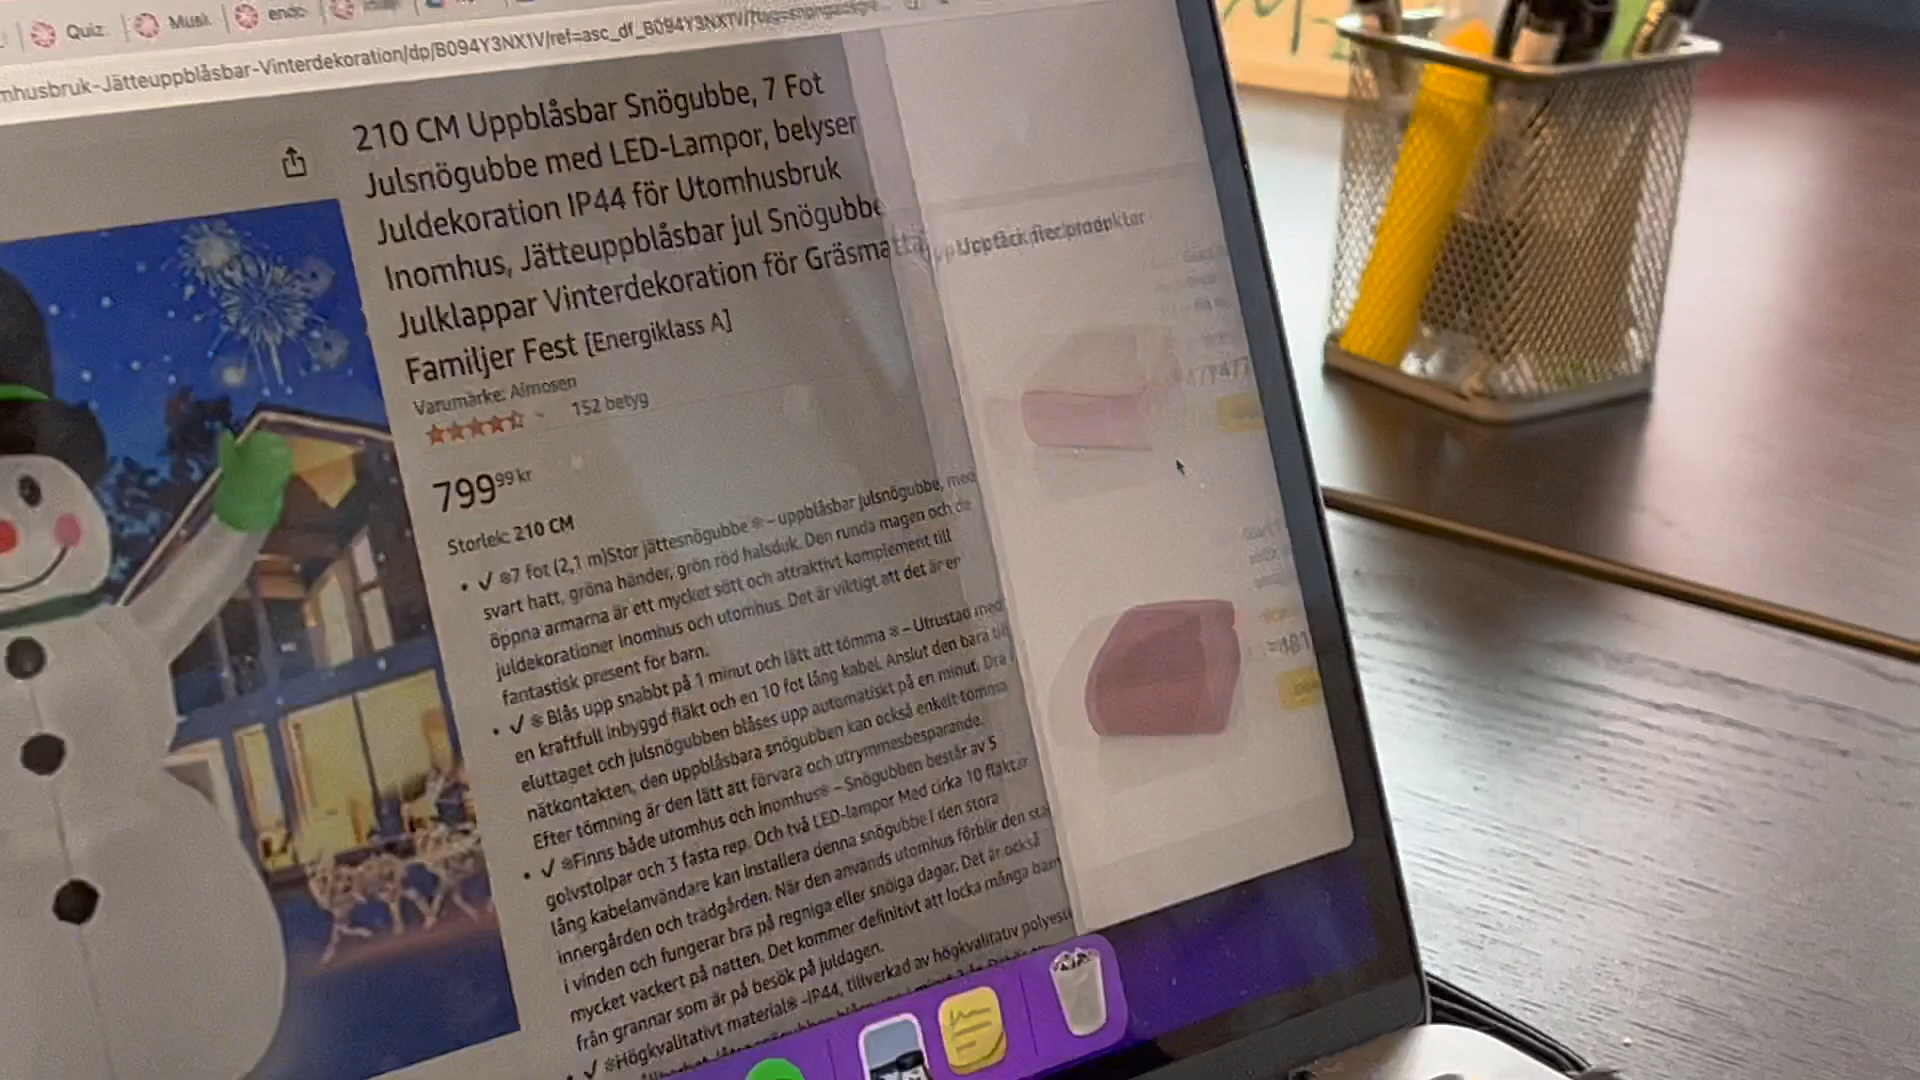 Quiz
Musik
mhusbruk-Jätteuppblåsbar-Vinterdekoration/dp/B094Y3NX1V/ref=asc_df_B094Y3NX1V/?tag=shpngadsgle
210 CM Uppblåsbar Snögubbe, 7 Fot
Julsnögubbe med LED-Lampor, belyser
Juldekoration IP44 för Utomhusbruk
Inomhus, Jätteuppblåsbar jul Snögubbe
Julklappar Vinterdekoration för Gräsmatta
Familjer Fest [Energiklass A]
Varumärke: Aimosen
152 betyg
799⁹⁹ kr
Storlek: 210 CM
• ✓ ❄7 fot (2,1 m)Stor jättesnögubbe ❄ – uppblåsbar julsnögubbe, med
svart hatt, gröna händer, grön röd halsduk. Den runda magen och de
öppna armarna är ett mycket sött och attraktivt komplement till
juldekorationer inomhus och utomhus. Det är viktigt att det är en
fantastisk present för barn.
• ✓ ❄ Blås upp snabbt på 1 minut och lätt att tömma ❄ – Utrustad med
en kraftfull inbyggd fläkt och en 10 fot lång kabel. Anslut den bara till
eluttaget och julsnögubben blåses upp automatiskt på en minut. Dra
nätkontakten, den uppblåsbara snögubben kan också enkelt tömma
Efter tömning är den lätt att förvara och utrymmesbesparande.
• ✓ ❄Finns både utomhus och inomhus❄ – Snögubben består av 5
golvstolpar och 3 fasta rep. Och två LED-lampor Med cirka 10 fläktar
lång kabelanvändare kan installera denna snögubbe i den stora
innergården och trädgården. När den används utomhus förblir den sta
i vinden och fungerar bra på regniga eller snöiga dagar. Det är också
mycket vackert på natten. Det kommer definitivt att locka många barn
från grannar som är på besök på juldagen.
• ✓ ❄Högkvalitativt material❄ –IP44, tillverkad av högkvalitativ polyest